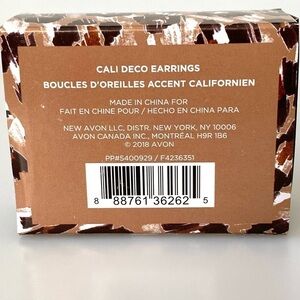 CALI DECO EARRINGS
BOUCLES D'OREILLES ACCENT CALIFORNIEN
MADE IN CHINA FOR
FAIT EN CHINE POUR / HECHO EN CHINA PARA
NEW AVON LLC, DISTR. NEW YORK, NY 10006
AVON CANADA INC., MONTRÉAL H9R 1B6
© 2018 AVON
PP#S400929 / F4236351
8 88761 36262 5